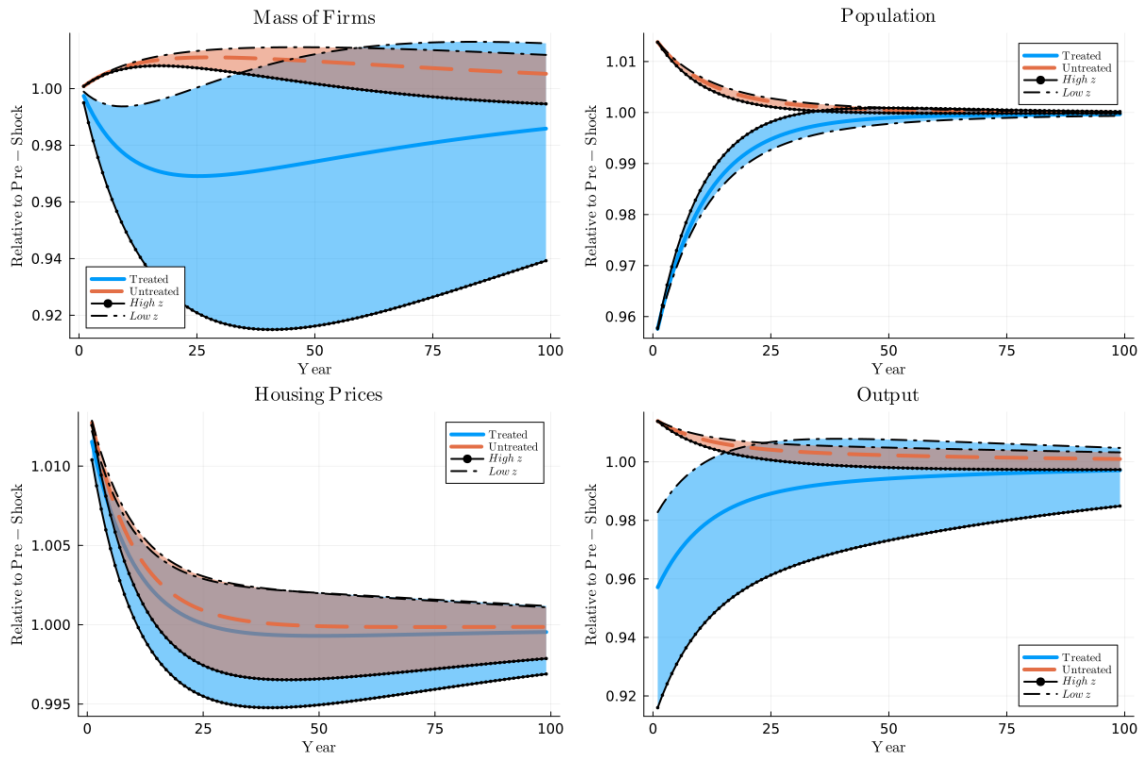 Mass of Firms
Relative to Pre − Shock
1.00
0.98
0.96
0.94
0.92
Treated
Untreated
High z
Low z
0
25
50
75
100
Year
Population
Relative to Pre − Shock
1.01
1.00
0.99
0.98
0.97
0.96
Treated
Untreated
High z
Low z
0
25
50
75
100
Year
Housing Prices
Relative to Pre − Shock
1.010
1.005
1.000
0.995
Treated
Untreated
High z
Low z
0
25
50
75
100
Year
Output
Relative to Pre − Shock
1.00
0.98
0.96
0.94
0.92
Treated
Untreated
High z
Low z
0
25
50
75
100
Year